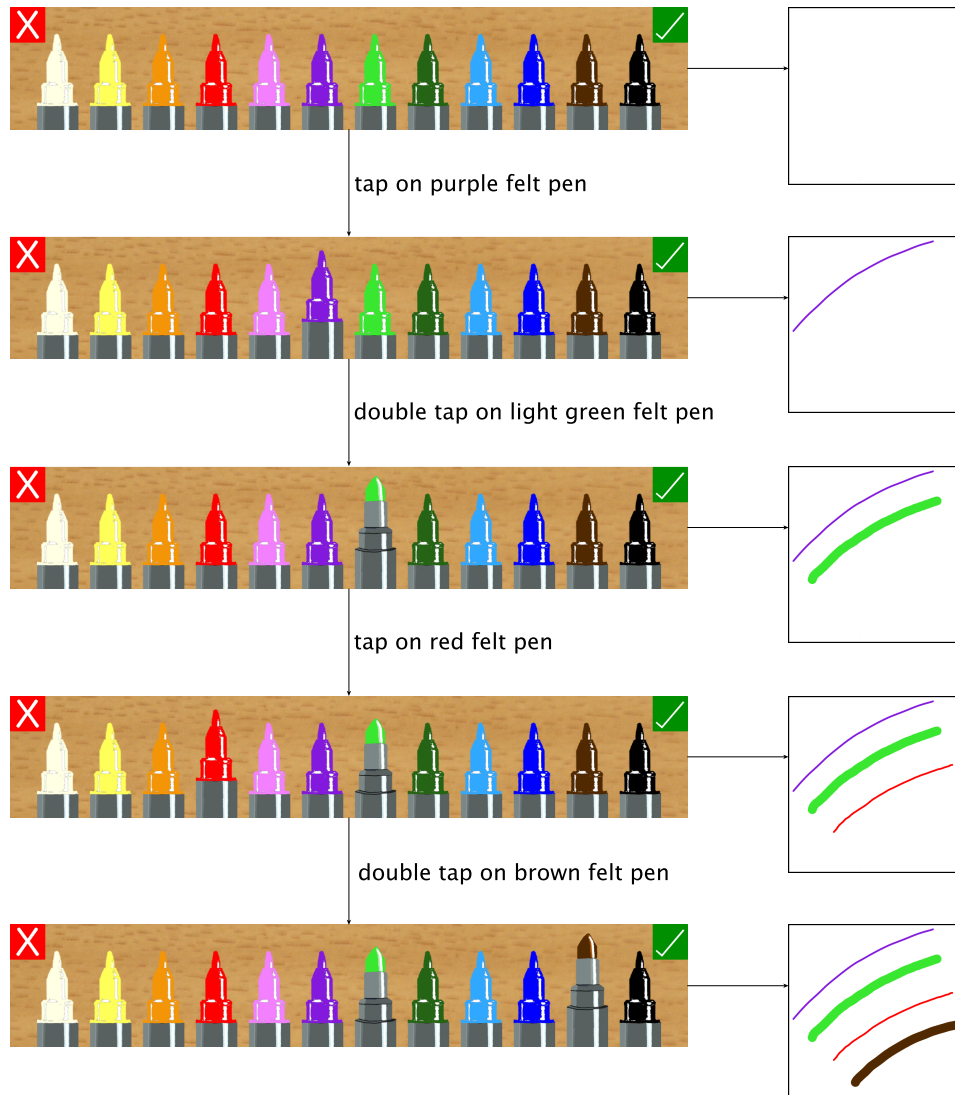 tap on purple felt pen
double tap on light green felt pen
tap on red felt pen
double tap on brown felt pen